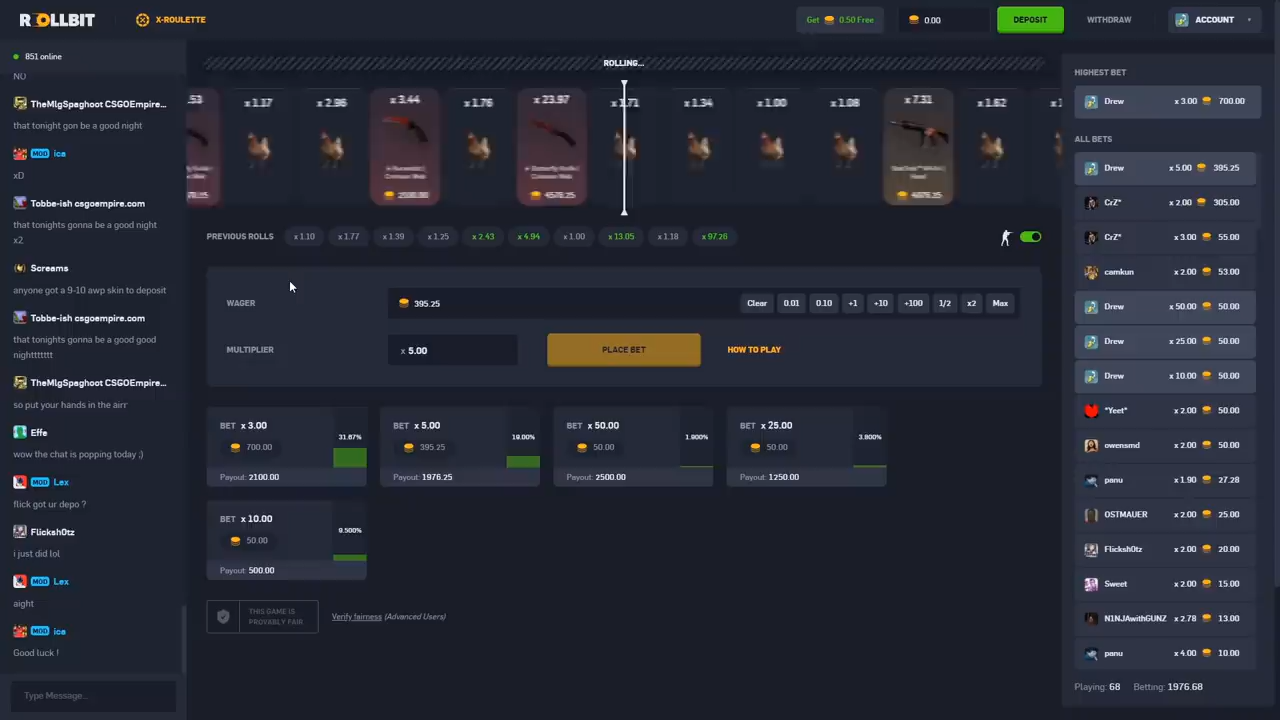 ROLLBIT
X-ROULETTE
Get 0.50 Free
0.00
DEPOSIT
WITHDRAW
ACCOUNT
851 online
NO
TheMlgSpaghoot CSGOEmpire...
that tonight gon be a good night
MOD ica
xD
Tobbe-ish csgoempire.com
that tonights gonna be a good night
x2
Screams
anyone got a 9-10 awp skin to deposit
Tobbe-ish csgoempire.com
that tonights gonna be a good good
nightttttttt
TheMlgSpaghoot CSGOEmpire...
so put your hands in the airr
Effe
wow the chat is popping today ;)
MOD Lex
flick got ur depo ?
Flicksh0tz
i just did lol
MOD Lex
aight
MOD ica
Good luck !
Type Message...
ROLLING...
.53
x 1.17
x 2.96
x 3.44
x 1.76
x 23.97
x 1.71
x 1.34
x 1.00
x 1.08
x 7.31
x 1.62
Crimson Web
Crimson Web
PREVIOUS ROLLS
x 1.10
x 1.77
x 1.39
x 1.25
x 2.43
x 4.94
x 1.00
x 13.05
x 1.18
x 97.26
WAGER
395.25
Clear
0.01
0.10
+1
+10
+100
1/2
x2
Max
MULTIPLIER
x 5.00
PLACE BET
HOW TO PLAY
BET x 3.00
700.00
31.67%
Payout: 2100.00
BET x 5.00
395.25
19.00%
Payout: 1976.25
BET x 50.00
50.00
1.900%
Payout: 2500.00
BET x 25.00
50.00
3.800%
Payout: 1250.00
BET x 10.00
50.00
9.500%
Payout: 500.00
THIS GAME IS
PROVABLY FAIR
Verify fairness (Advanced Users)
HIGHEST BET
Drew x 3.00 700.00
ALL BETS
Drew x 5.00 395.25
CrZ* x 2.00 305.00
CrZ* x 3.00 55.00
camkun x 2.00 53.00
Drew x 50.00 50.00
Drew x 25.00 50.00
Drew x 10.00 50.00
*Yeet* x 2.00 50.00
owensmd x 2.00 50.00
panu x 1.90 27.28
OSTMAUER x 2.00 25.00
Flicksh0tz x 2.00 20.00
Sweet x 2.00 15.00
N1NJAwithGUNZ x 2.78 13.00
panu x 4.00 10.00
Playing: 68 Betting: 1976.68